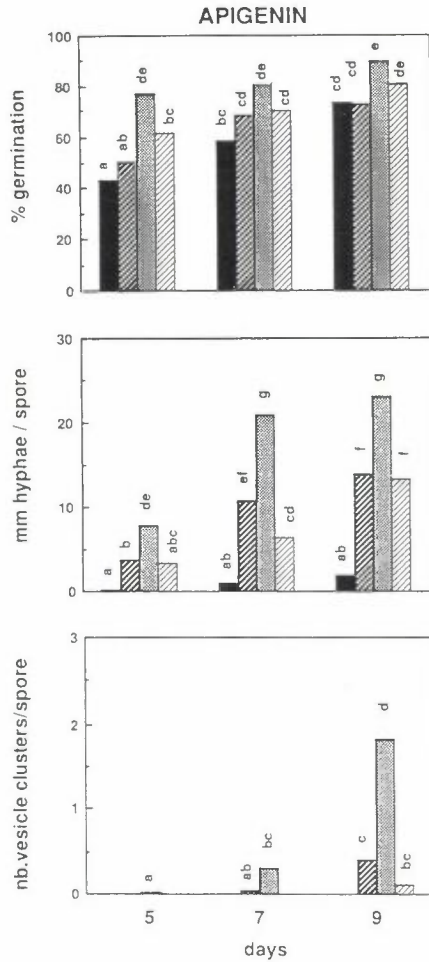 APIGENIN
% germination
100
80
60
40
20
0
a ab de bc
bc cd de cd
cd cd e de
mm hyphae / spore
30
20
10
0
a b de abc
ab ef g cd
ab f g f
nb.vesicle clusters/spore
3
2
1
0
a
ab bc
c d bc
5 7 9
days